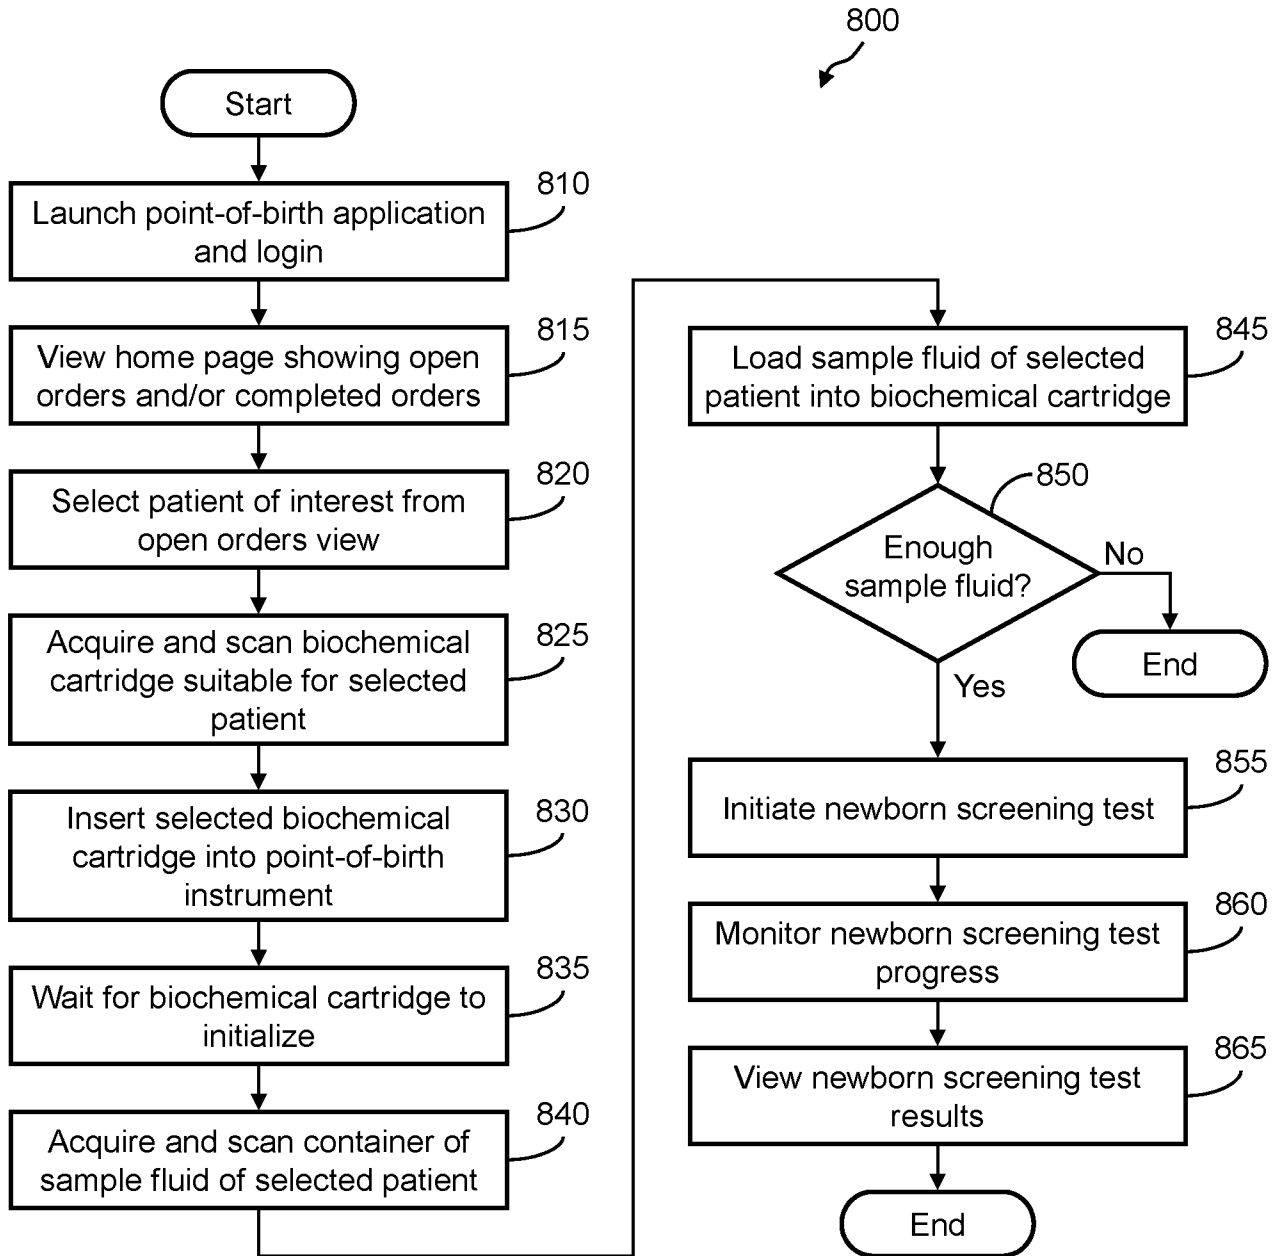 800
Start
810
Launch point-of-birth application
and login
815
View home page showing open
orders and/or completed orders
820
Select patient of interest from
open orders view
825
Acquire and scan biochemical
cartridge suitable for selected
patient
830
Insert selected biochemical
cartridge into point-of-birth
instrument
835
Wait for biochemical cartridge to
initialize
840
Acquire and scan container of
sample fluid of selected patient
845
Load sample fluid of selected
patient into biochemical cartridge
850
Enough
sample fluid?
No
End
Yes
855
Initiate newborn screening test
860
Monitor newborn screening test
progress
865
View newborn screening test
results
End